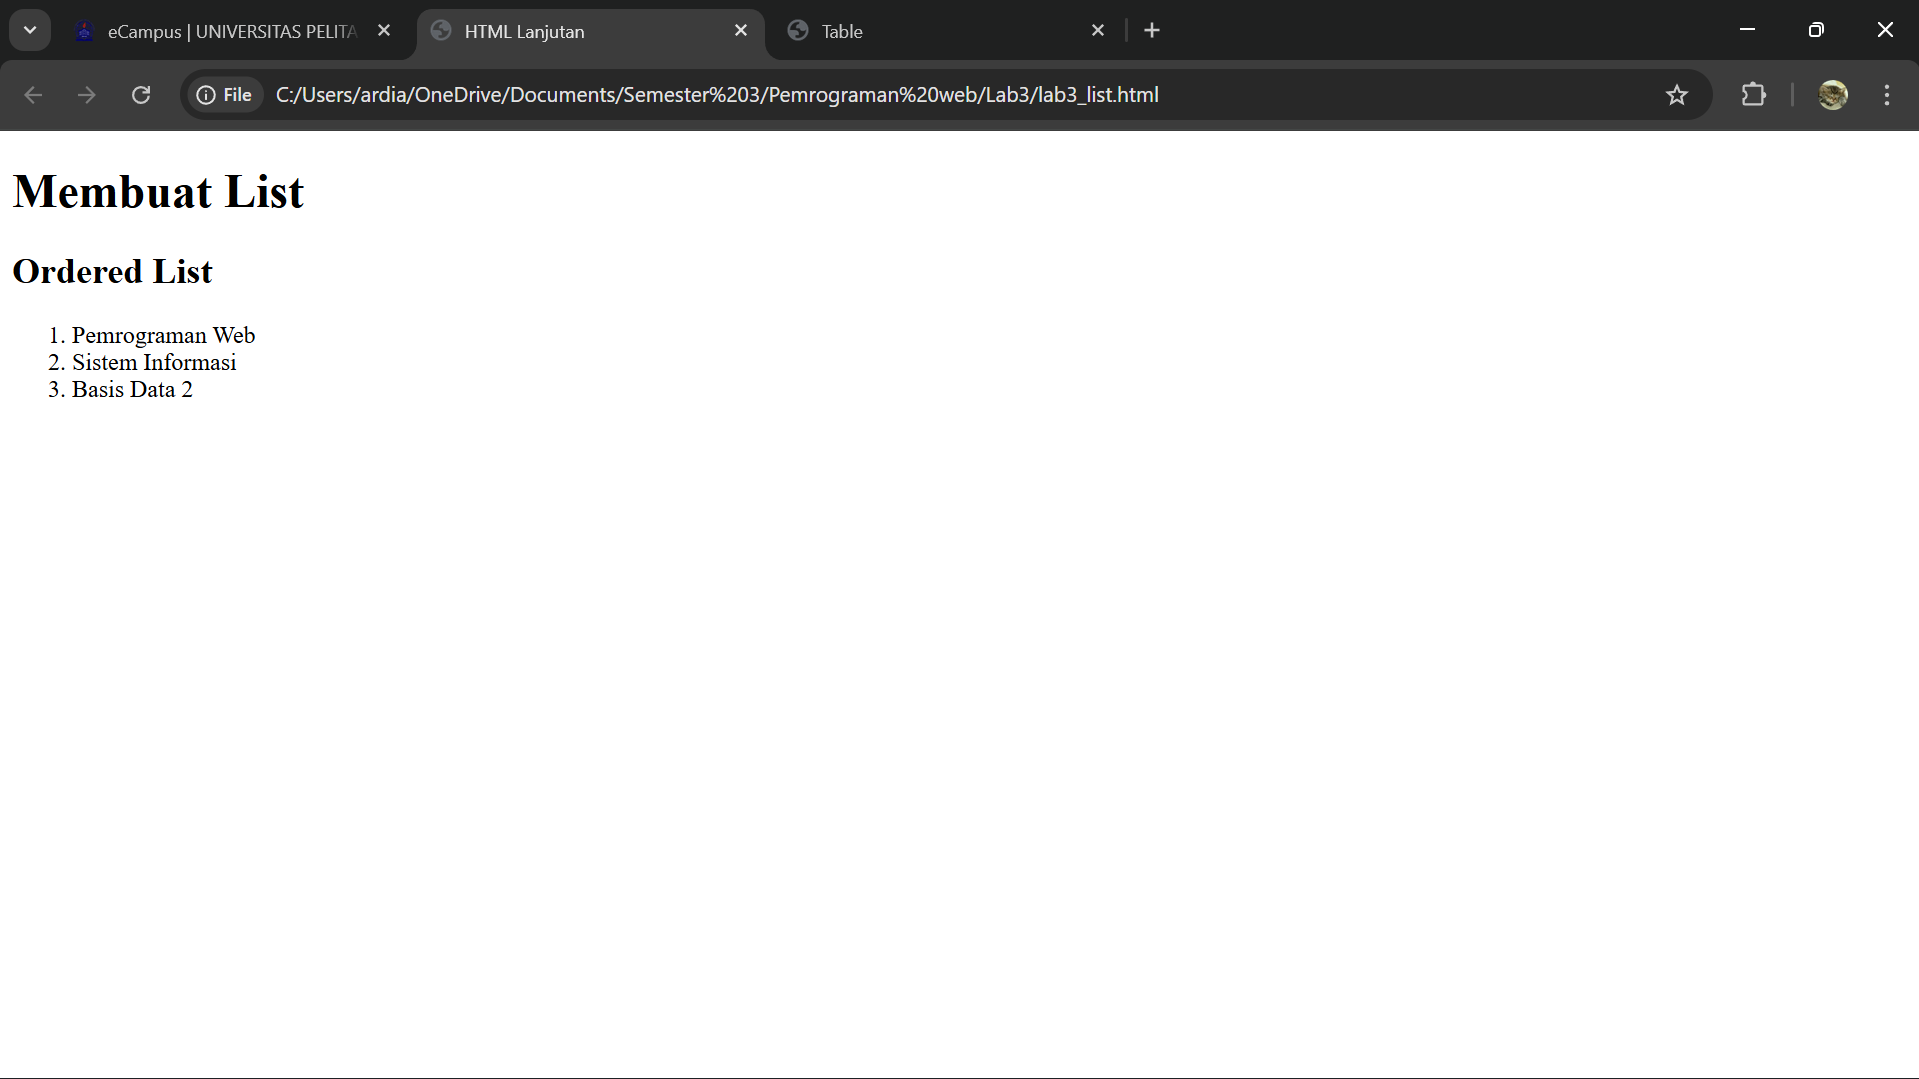 eCampus | UNIVERSITAS PELITA
HTML Lanjutan
Table
File
C:/Users/ardia/OneDrive/Documents/Semester%203/Pemrograman%20web/Lab3/lab3_list.html
Membuat List
Ordered List
1. Pemrograman Web
2. Sistem Informasi
3. Basis Data 2